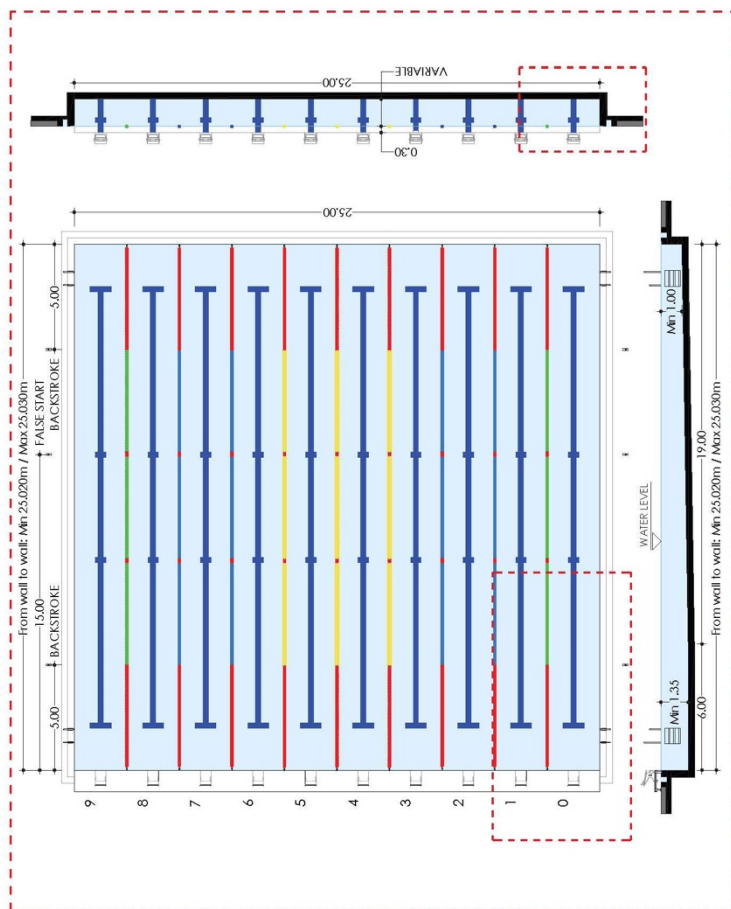 25.00
VARIABLE
0.30
25.00
From wall to wall: Min 25.020m / Max 25.030m
5.00
FALSE START
BACKSTROKE
15.00
BACKSTROKE
5.00
9
8
7
6
5
4
3
2
1
0
WATER LEVEL
Min 1.00
Min 1.35
19.00
6.00
From wall to wall: Min 25.020m / Max 25.030m